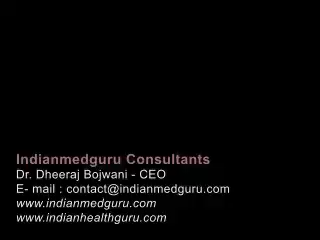 Indianmedguru Consultants
Dr. Dheeraj Bojwani - CEO
E- mail : contact@indianmedguru.com
www.indianmedguru.com
www.indianhealthguru.com